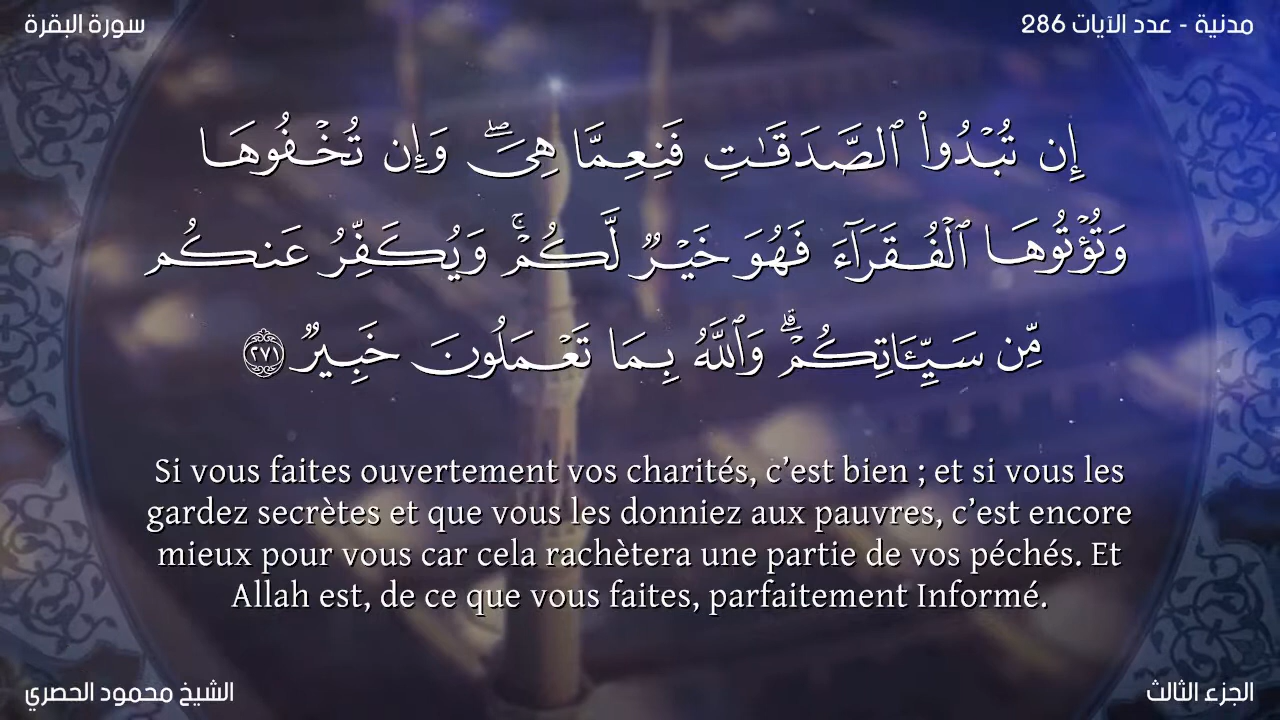 سورة البقرة
مدنية - عدد الآيات 286
إِن تُبْدُوا۟ ٱلصَّدَقَـٰتِ فَنِعِمَّا هِىَ ۖ وَإِن تُخْفُوهَا
وَتُؤْتُوهَا ٱلْفُقَرَآءَ فَهُوَ خَيْرٌ لَّكُمْ ۚ وَيُكَفِّرُ عَنكُم
مِّن سَيِّـَٔاتِكُمْ ۗ وَٱللَّهُ بِمَا تَعْمَلُونَ خَبِيرٌ ٢٧١
Si vous faites ouvertement vos charités, c’est bien ; et si vous les
gardez secrètes et que vous les donniez aux pauvres, c’est encore
mieux pour vous car cela rachètera une partie de vos péchés. Et
Allah est, de ce que vous faites, parfaitement Informé.
الشيخ محمود الحصري
الجزء الثالث